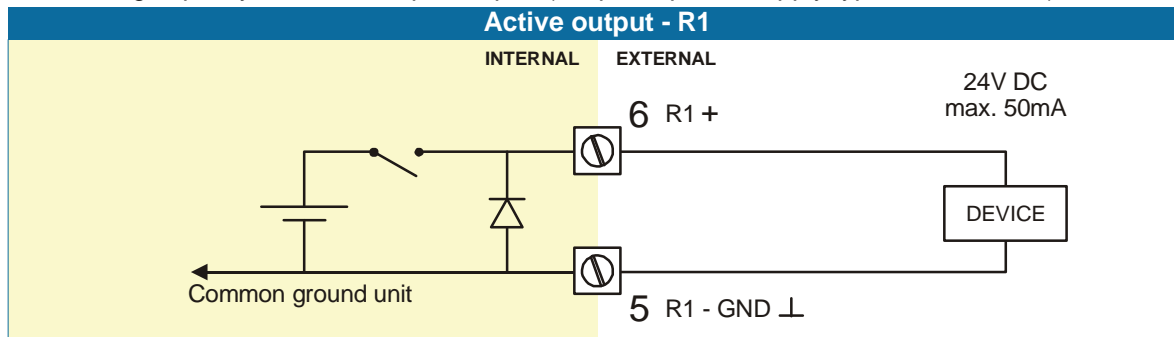 Active output - R1
INTERNAL EXTERNAL
24V DC
max. 50mA
6 R1 +
DEVICE
Common ground unit
5 R1 - GND ⊥